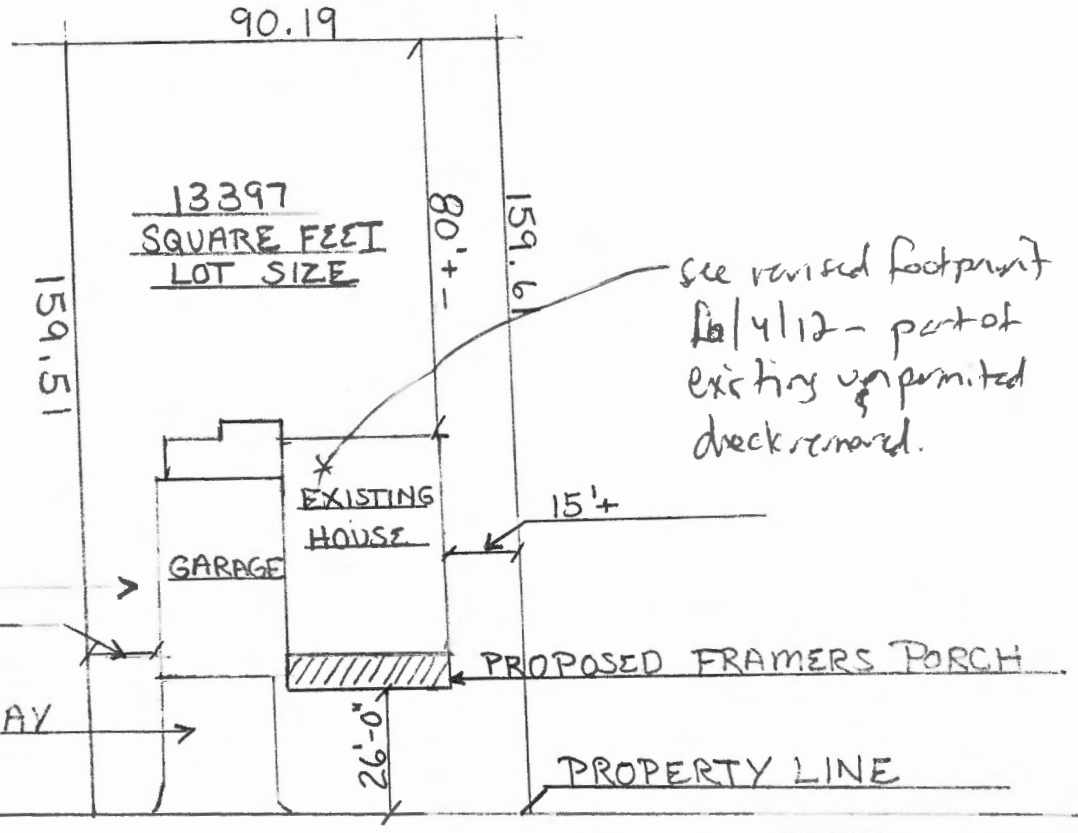 90.19
13397
SQUARE FEET
LOT SIZE
80'+-
159.61
159.51
see revised footprint
/4/12 - part of
existing unpermitted
deck removed.
EXISTING
HOUSE
15'+
GARAGE
PROPOSED FRAMERS PORCH
AY
26'-0"
PROPERTY LINE